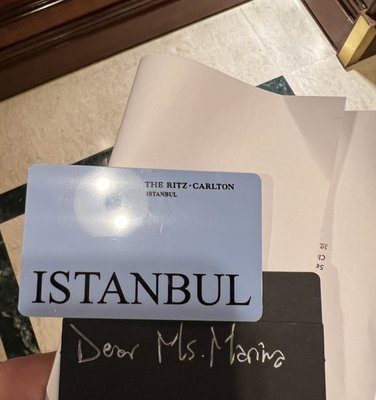 THE RITZ-CARLTON
ISTANBUL
ISTANBUL
Dear Ms. Marina